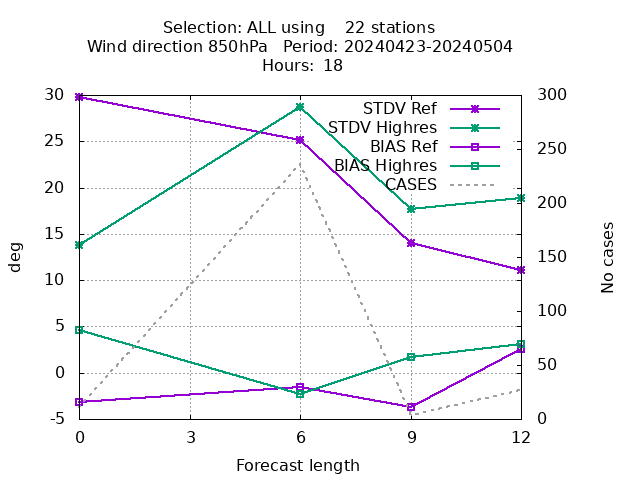 Selection: ALL using    22 stations
Wind direction 850hPa   Period: 20240423-20240504
Hours: 18
30
25
20
15
10
5
0
-5
deg
STDV Ref
STDV Highres
BIAS Ref
BIAS Highres
CASES
300
250
200
150
100
50
0
No cases
0 3 6 9 12
Forecast length